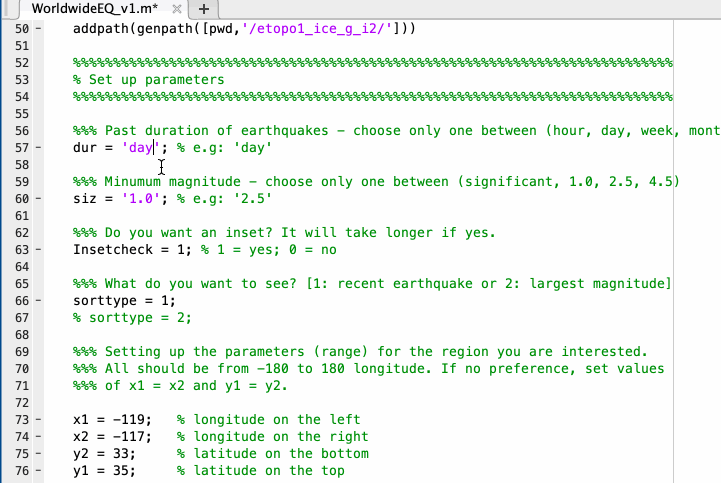 WorldwideEQ_v1.m* × +
50 - addpath(genpath([pwd,'/etopo1_ice_g_i2/']))
51
52 %%%%%%%%%%%%%%%%%%%%%%%%%%%%%%%%%%%%%%%%%%%%%%%%%%%%%%%%%%%%%%%%%%%%%%%%%%%
53 % Set up parameters
54 %%%%%%%%%%%%%%%%%%%%%%%%%%%%%%%%%%%%%%%%%%%%%%%%%%%%%%%%%%%%%%%%%%%%%%%%%%%
55
56 %%% Past duration of earthquakes – choose only one between (hour, day, week, mont
57 - dur = 'day'; % e.g: 'day'
58
59 %%% Minumum magnitude – choose only one between (significant, 1.0, 2.5, 4.5)
60 - siz = '1.0'; % e.g: '2.5'
61
62 %%% Do you want an inset? It will take longer if yes.
63 - Insetcheck = 1; % 1 = yes; 0 = no
64
65 %%% What do you want to see? [1: recent earthquake or 2: largest magnitude]
66 - sorttype = 1;
67 % sorttype = 2;
68
69 %%% Setting up the parameters (range) for the region you are interested.
70 %%% All should be from -180 to 180 longitude. If no preference, set values
71 %%% of x1 = x2 and y1 = y2.
72
73 - x1 = -119; % longitude on the left
74 - x2 = -117; % longitude on the right
75 - y2 = 33; % latitude on the bottom
76 - y1 = 35; % latitude on the top